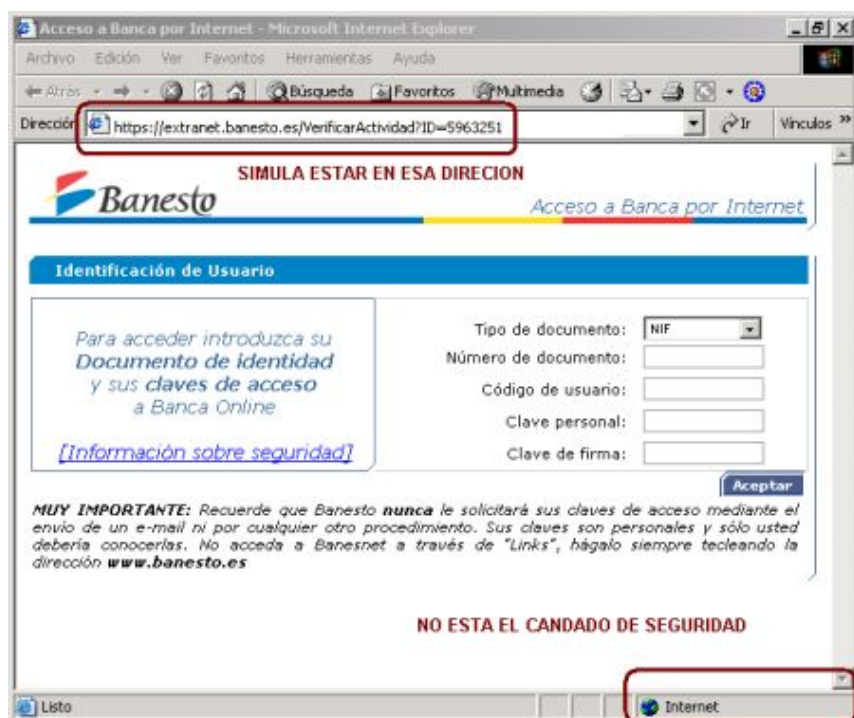 Acceso a Banca por Internet - Microsoft Internet Explorer
Archivo Edición Ver Favoritos Herramientas Ayuda
Atrás Búsqueda Favoritos Multimedia
Dirección https://extranet.banesto.es/VerificarActividad?ID=5963251 Ir Vínculos »
SIMULA ESTAR EN ESA DIRECION
Banesto
Acceso a Banca por Internet
Identificación de Usuario
Para acceder introduzca su
Documento de identidad
y sus claves de acceso
a Banca Online
[Información sobre seguridad]
Tipo de documento: NIF
Número de documento:
Código de usuario:
Clave personal:
Clave de firma:
Aceptar
MUY IMPORTANTE: Recuerde que Banesto nunca le solicitará sus claves de acceso mediante el
envío de un e-mail ni por cualquier otro procedimiento. Sus claves son personales y sólo usted
debería conocerlas. No acceda a Banesnet a través de "Links", hágalo siempre tecleando la
dirección www.banesto.es
NO ESTA EL CANDADO DE SEGURIDAD
Listo
Internet